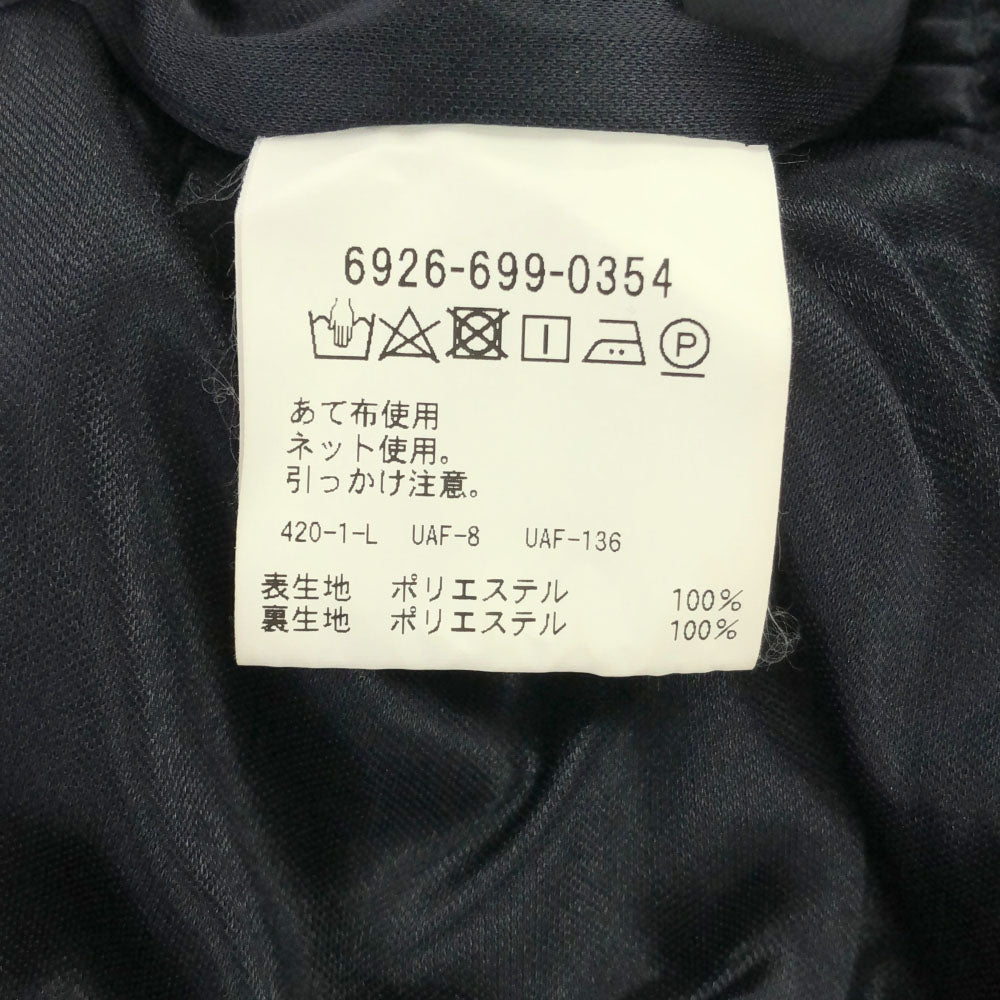 6926-699-0354
P
あて布使用
ネット使用。
引っかけ注意。
420-1-L UAF-8 UAF-136
表生地 ポリエステル 100%
裏生地 ポリエステル 100%